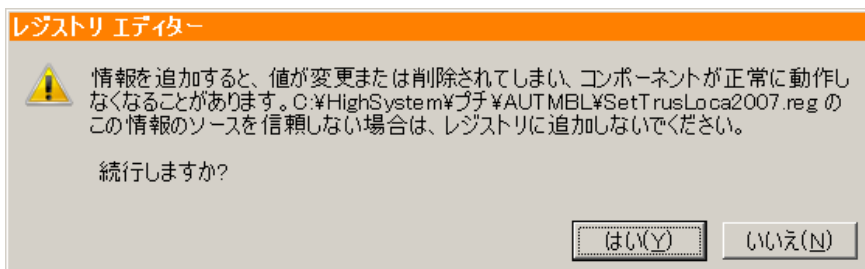 レジストリ エディター
情報を追加すると、値が変更または削除されてしまい、コンポーネントが正常に動作し
なくなることがあります。C:¥HighSystem¥プチ¥AUTMBL¥SetTrusLoca2007.reg の
この情報のソースを信頼しない場合は、レジストリに追加しないでください。
続行しますか?
はい(Y) いいえ(N)